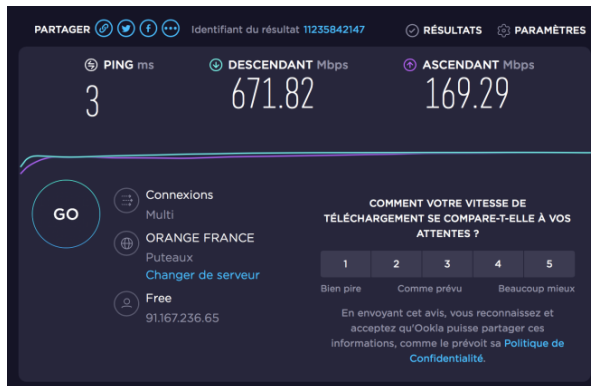 PARTAGER Identifiant du résultat 11235842147 RÉSULTATS PARAMÈTRES
PING ms DESCENDANT Mbps ASCENDANT Mbps
3 671.82 169.29
GO
Connexions
Multi
ORANGE FRANCE
Puteaux
Changer de serveur
Free
91.167.236.65
COMMENT VOTRE VITESSE DE
TÉLÉCHARGEMENT SE COMPARE-T-ELLE À VOS
ATTENTES ?
1 2 3 4 5
Bien pire Comme prévu Beaucoup mieux
En envoyant cet avis, vous reconnaissez et
acceptez qu'Ookla puisse partager ces
informations, comme le prévoit sa Politique de
Confidentialité.